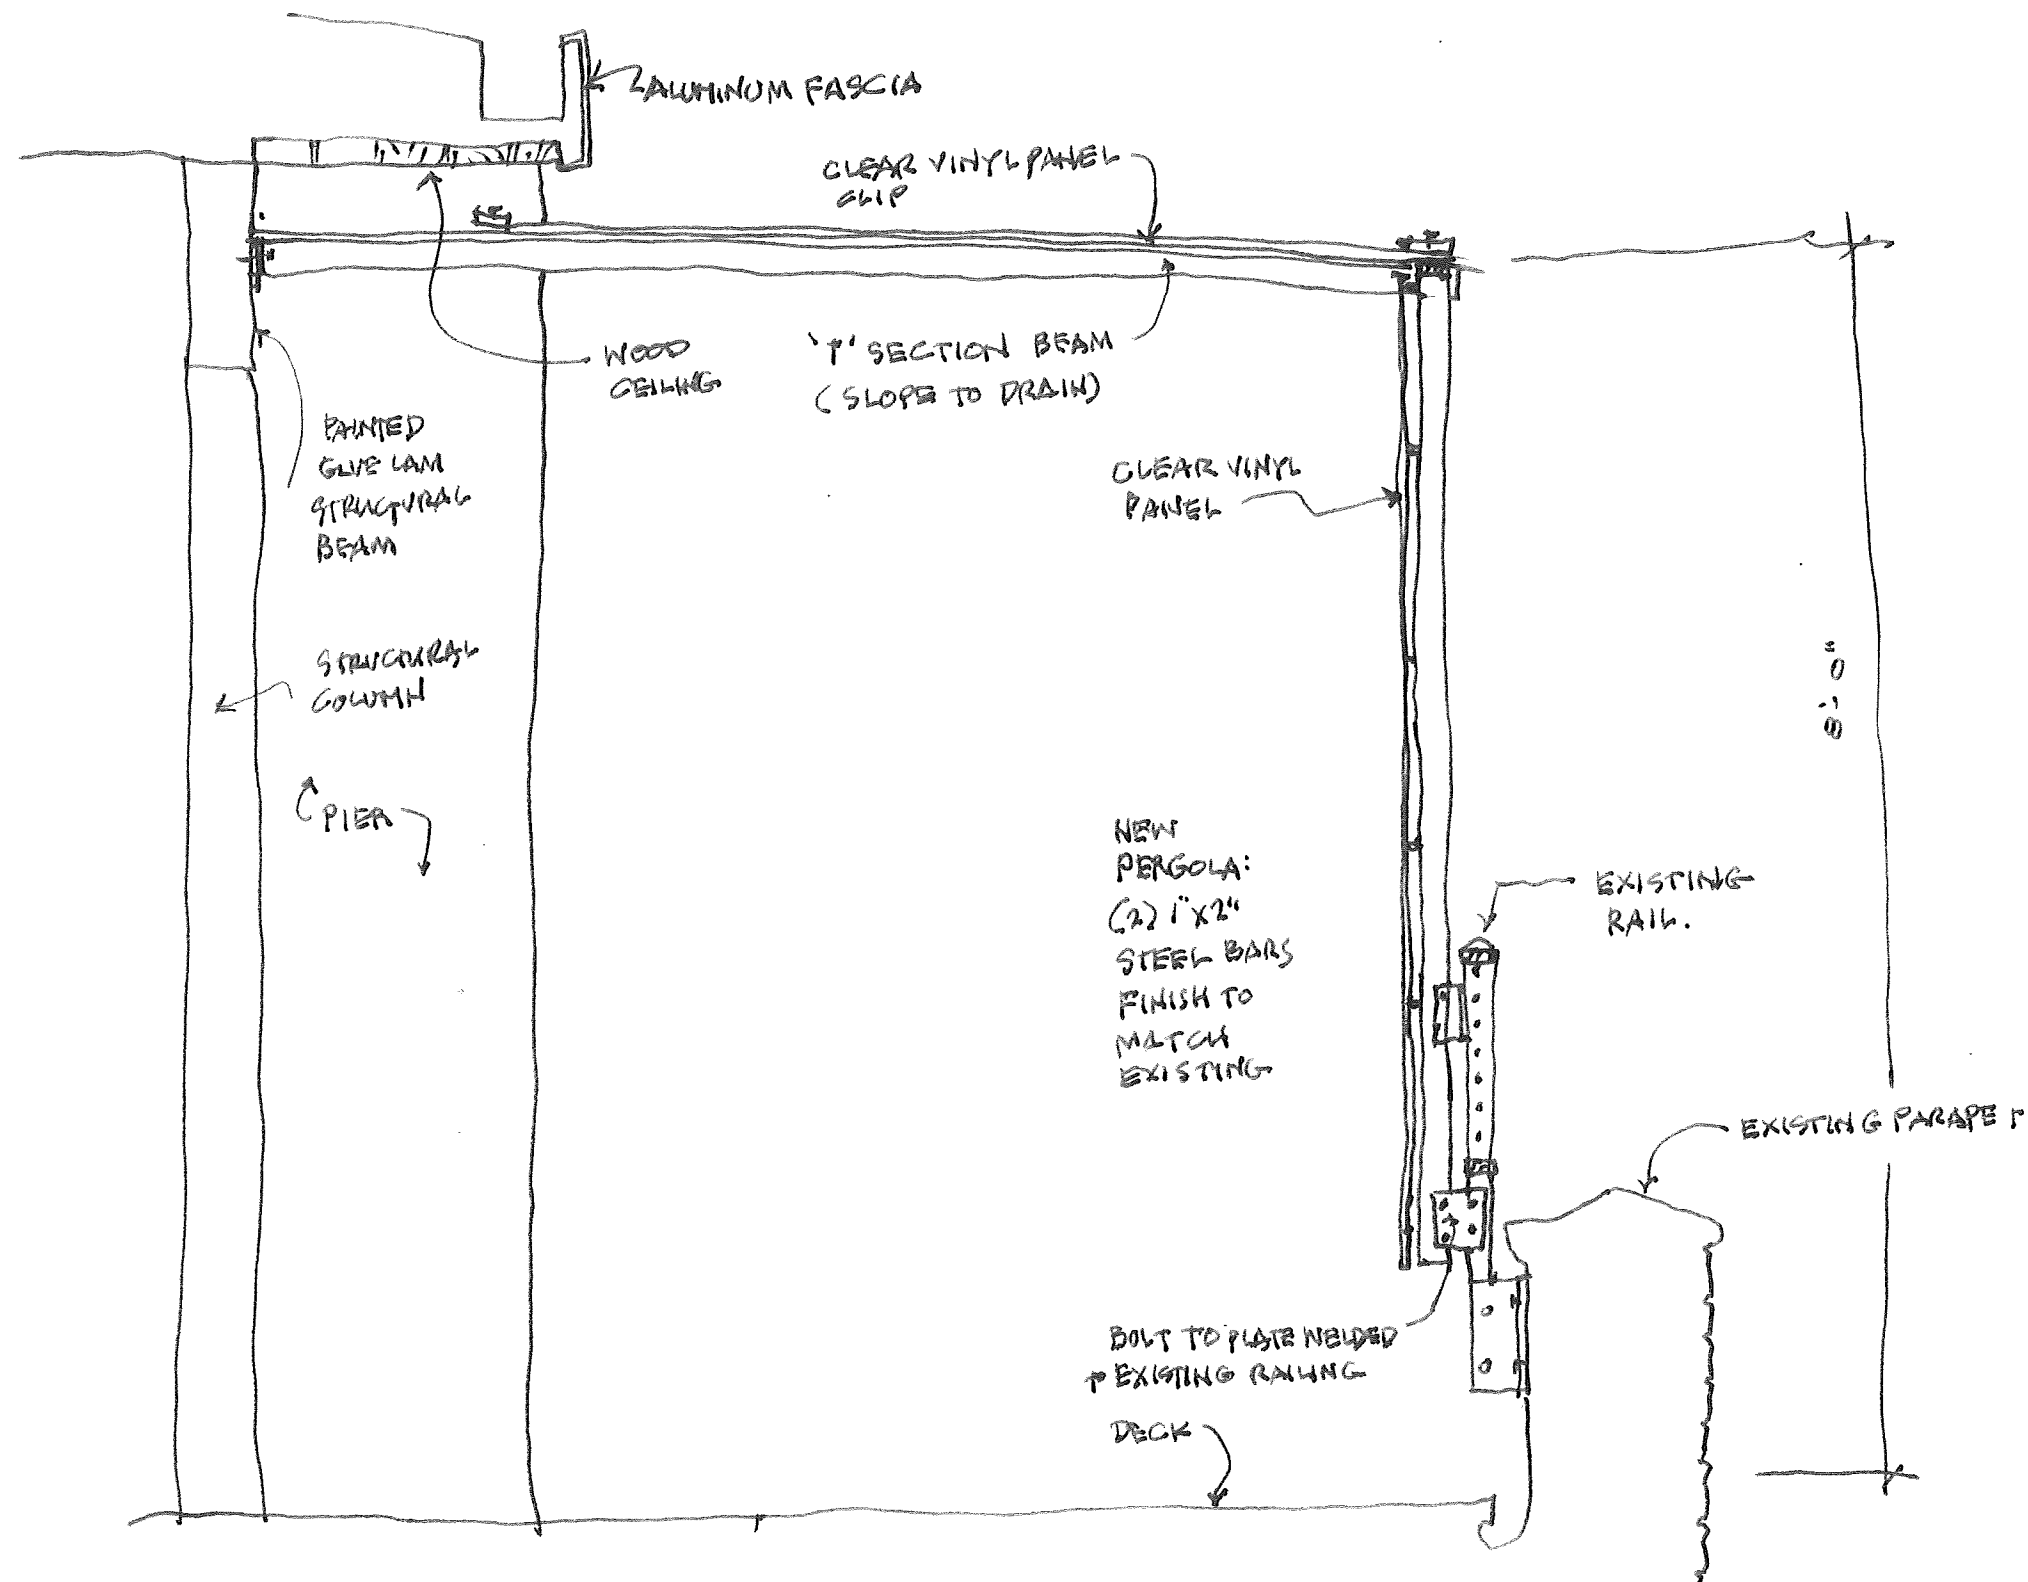 ALUMINUM FASCIA
CLEAR VINYL PANEL
CLIP
WOOD
CEILING
'T' SECTION BEAM
(SLOPE TO DRAIN)
PAINTED
GLUE LAM
STRUCTURAL
BEAM
CLEAR VINYL
PANEL
STRUCTURAL
COLUMN
8'-0"
PIER
NEW
PERGOLA:
(2) 1"X2"
STEEL BARS
FINISH TO
MATCH
EXISTING
EXISTING
RAIL.
EXISTING PARAPET
BOLT TO PLATE WELDED
TO EXISTING RAILING
DECK